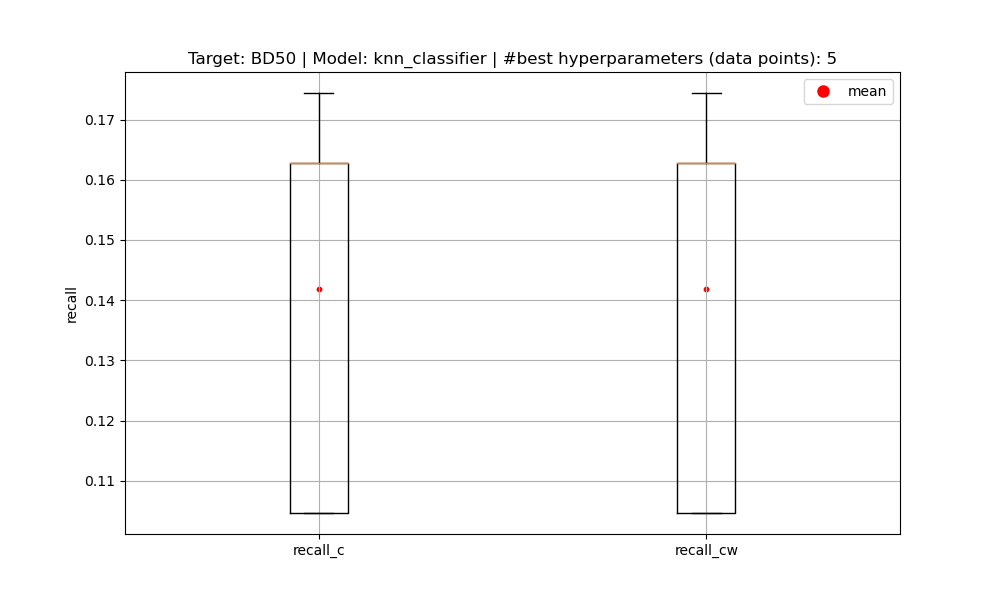 Target: BD50 | Model: knn_classifier | #best hyperparameters (data points): 5
mean
0.17
0.16
0.15
0.14
0.13
0.12
0.11
recall
recall_c
recall_cw